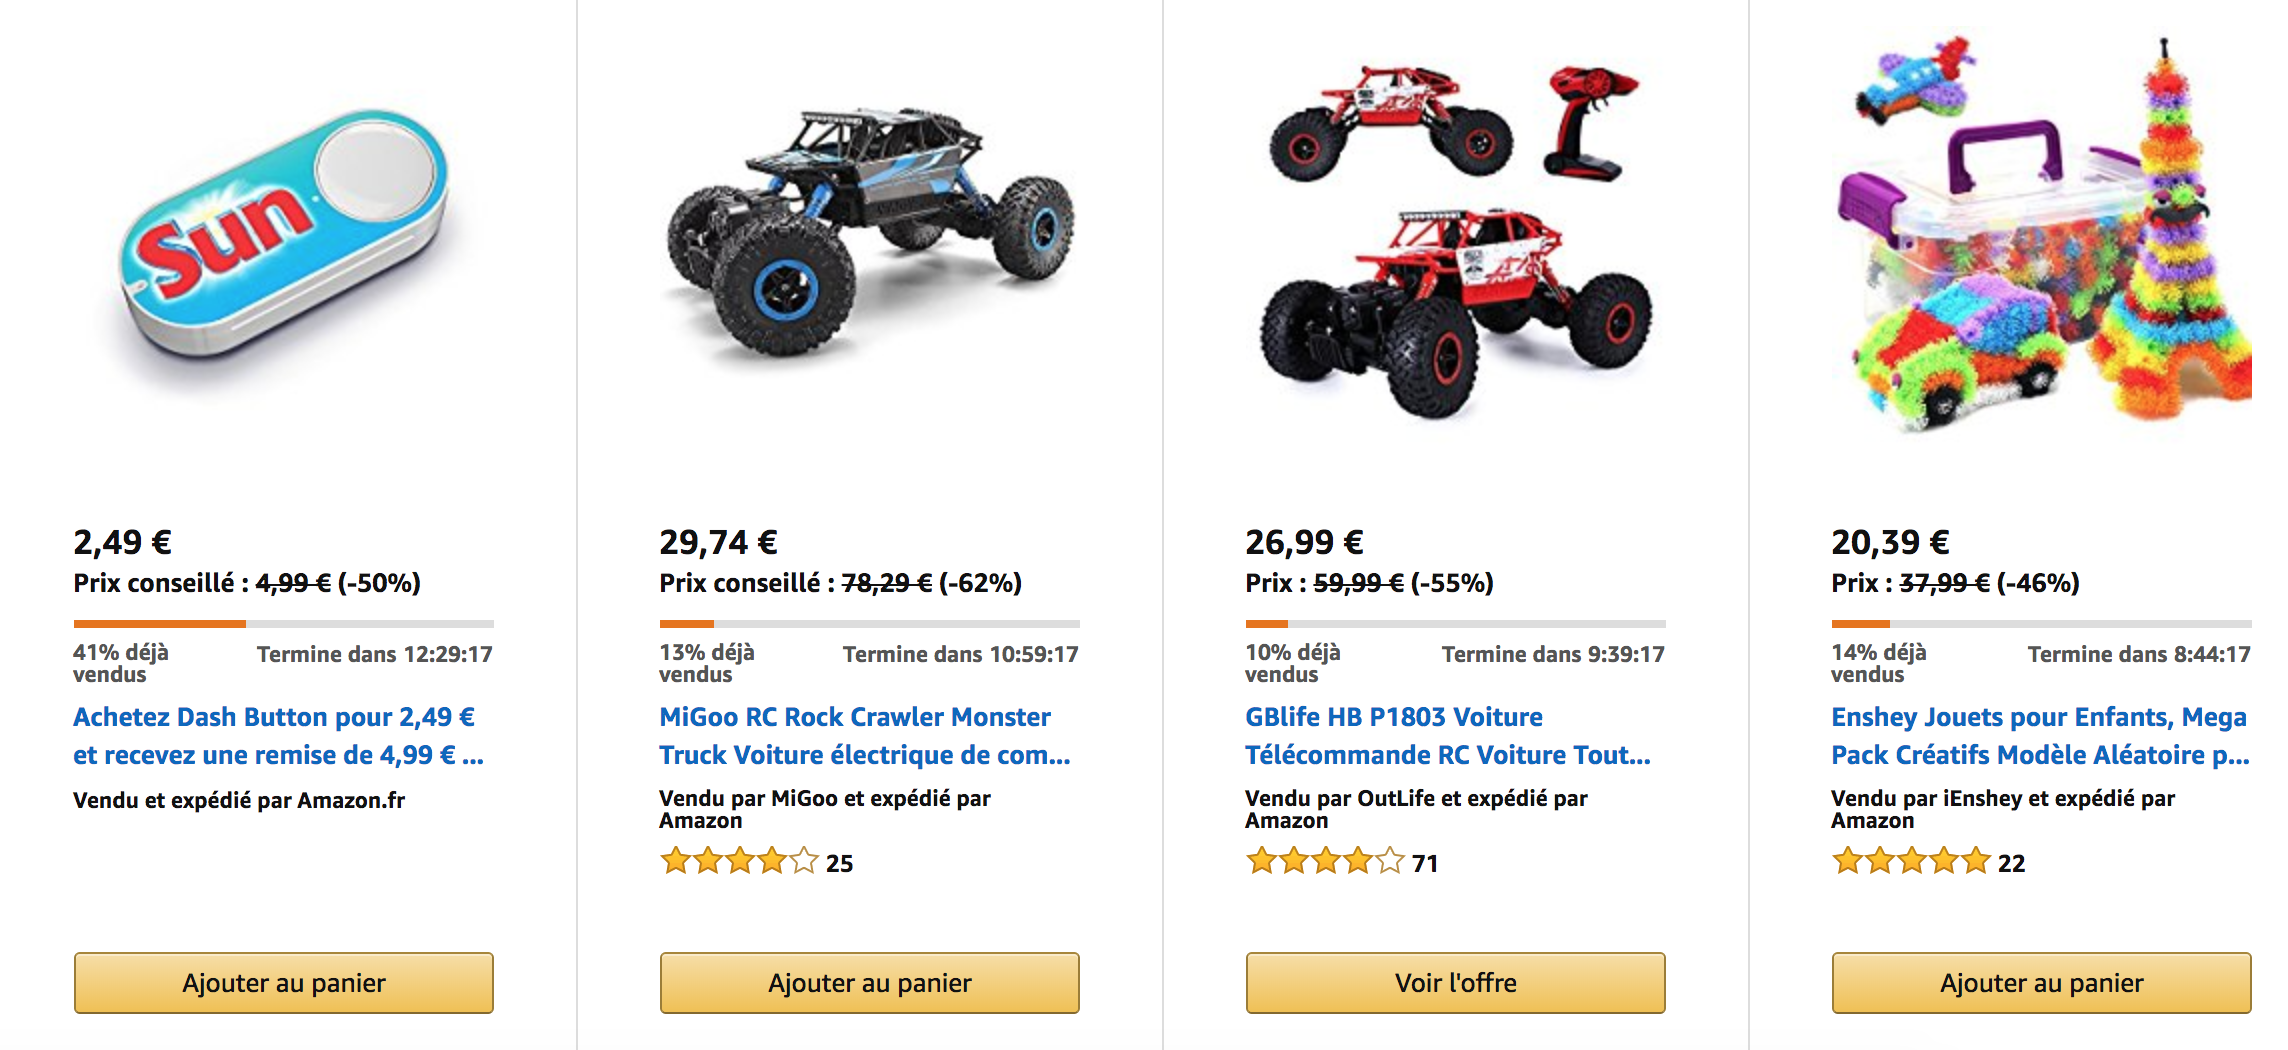 Sun
2,49 €
Prix conseillé : 4,99 € (-50%)
41% déjà
vendus
Termine dans 12:29:17
Achetez Dash Button pour 2,49 €
et recevez une remise de 4,99 € ...
Vendu et expédié par Amazon.fr
Ajouter au panier
29,74 €
Prix conseillé : 78,29 € (-62%)
13% déjà
vendus
Termine dans 10:59:17
MiGoo RC Rock Crawler Monster
Truck Voiture électrique de com...
Vendu par MiGoo et expédié par
Amazon
25
Ajouter au panier
26,99 €
Prix : 59,99 € (-55%)
10% déjà
vendus
Termine dans 9:39:17
GBlife HB P1803 Voiture
Télécommande RC Voiture Tout...
Vendu par OutLife et expédié par
Amazon
71
Voir l'offre
20,39 €
Prix : 37,99 € (-46%)
14% déjà
vendus
Termine dans 8:44:17
Enshey Jouets pour Enfants, Mega
Pack Créatifs Modèle Aléatoire p...
Vendu par iEnshey et expédié par
Amazon
22
Ajouter au panier